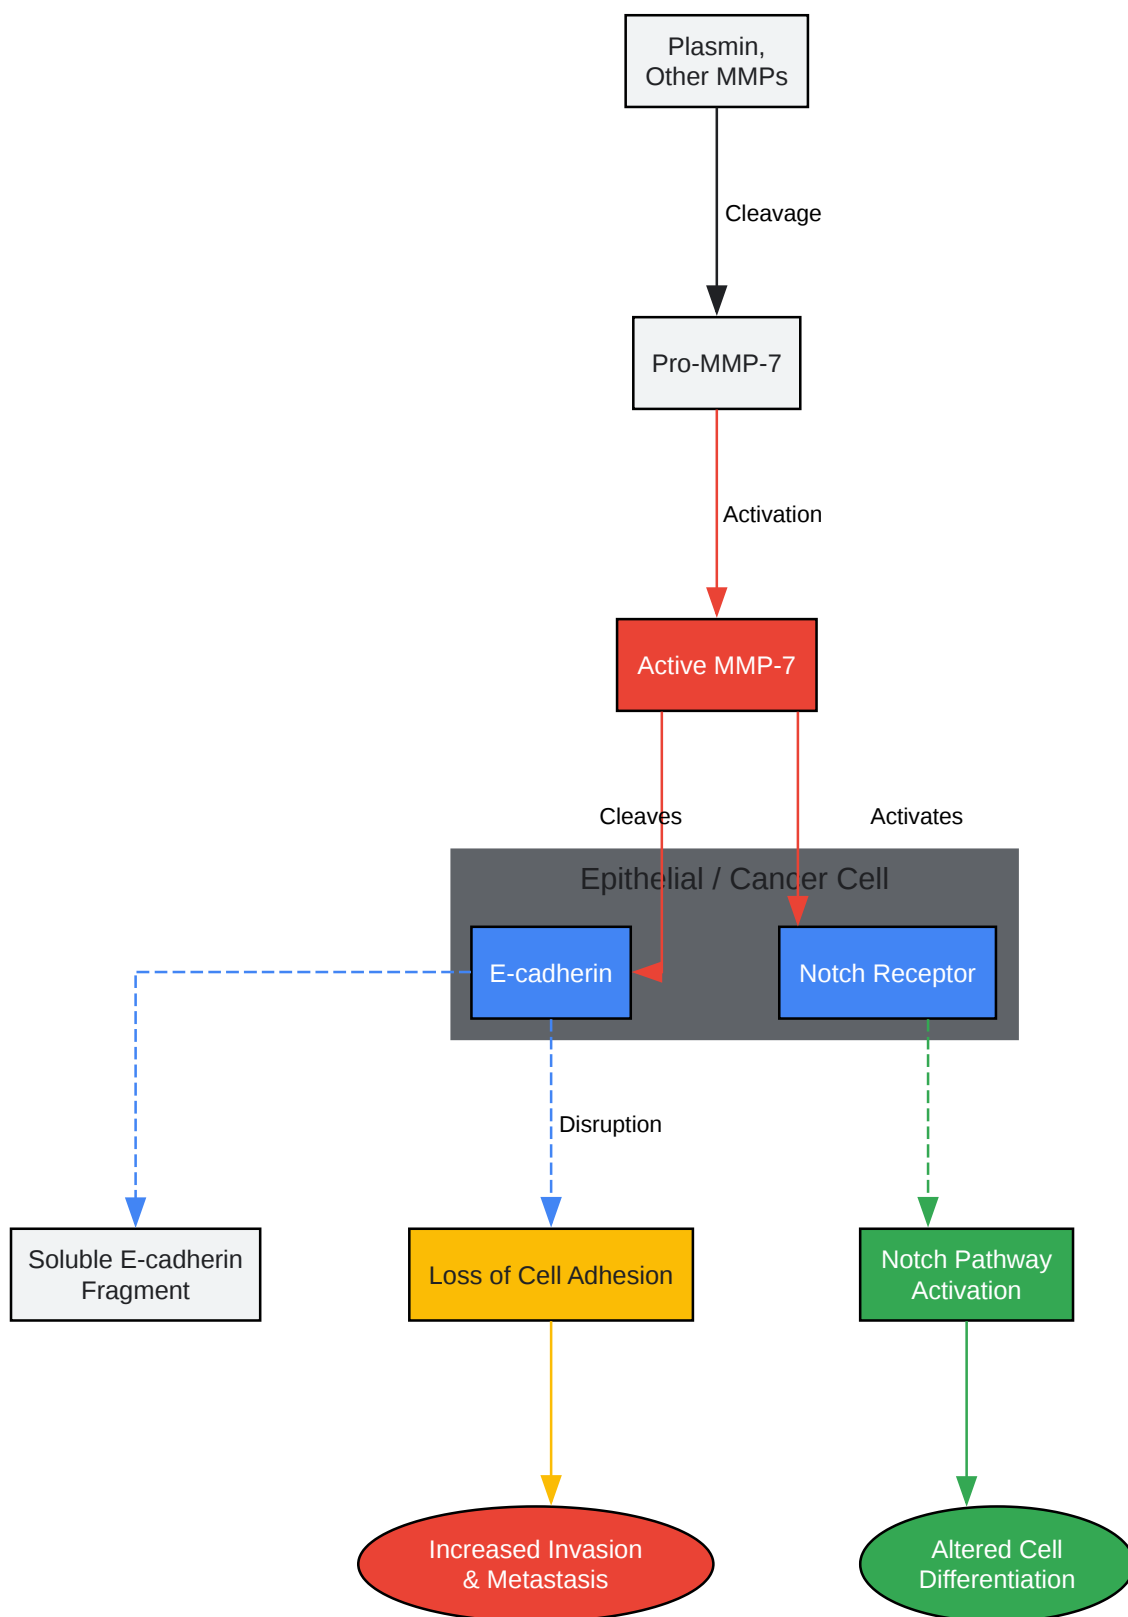 Plasmin,
Other MMPs
Cleavage
Pro-MMP-7
Activation
Active MMP-7
Cleaves
Activates
Epithelial / Cancer Cell
E-cadherin
Notch Receptor
Disruption
Soluble E-cadherin
Fragment
Loss of Cell Adhesion
Notch Pathway
Activation
Increased Invasion
& Metastasis
Altered Cell
Differentiation